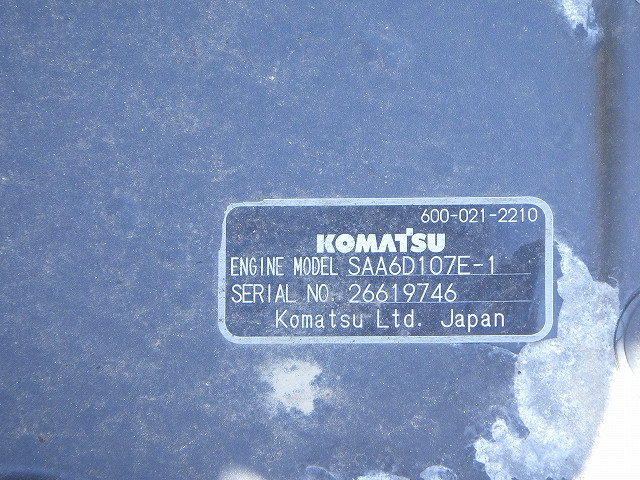 600-021-2210
KOMATSU
ENGINE MODEL SAA6D107E-1
SERIAL NO. 26619746
Komatsu Ltd. Japan